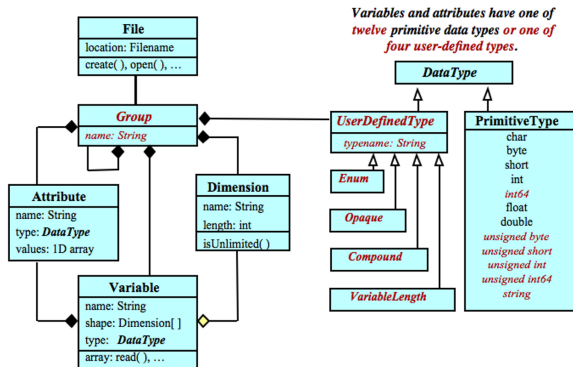 Variables and attributes have one of
twelve primitive data types or one of
four user-defined types.
File
location: Filename
create( ), open( ), ...
DataType
Group
name: String
UserDefinedType
typename: String
PrimitiveType
char
byte
short
int
int64
float
double
unsigned byte
unsigned short
unsigned int
unsigned int64
string
Enum
Opaque
Compound
VariableLength
Attribute
name: String
type: DataType
values: 1D array
Dimension
name: String
length: int
isUnlimited( )
Variable
name: String
shape: Dimension[ ]
type: DataType
array: read( ), ...